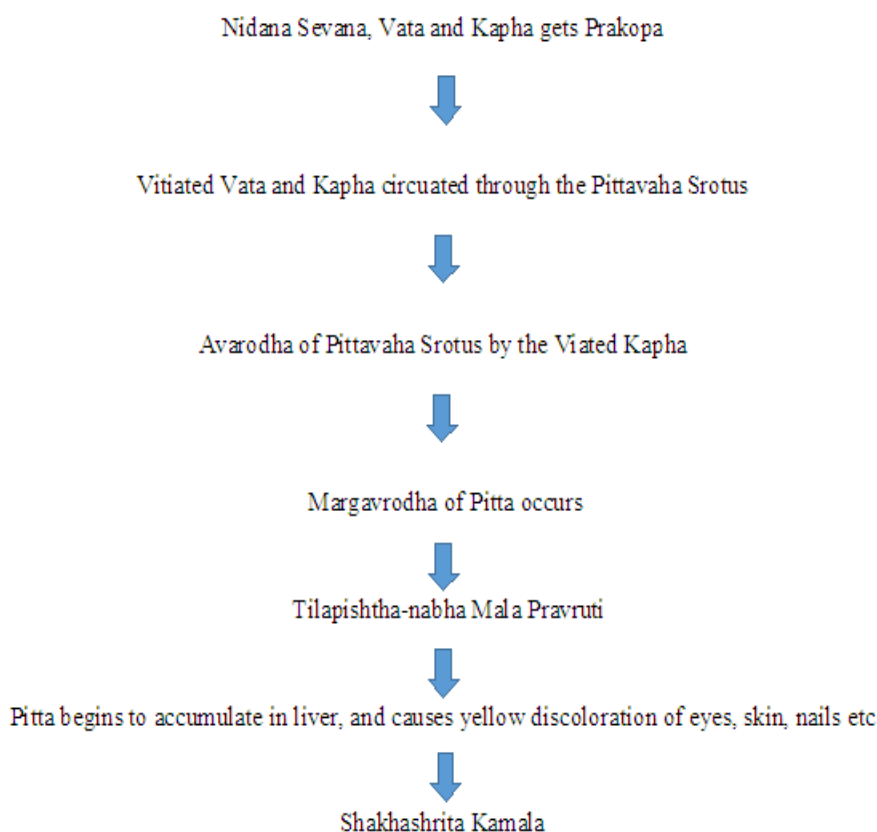 Nidana Sevana, Vata and Kapha gets Prakopa
Vitiated Vata and Kapha circuated through the Pittavaha Srotus
Avarodha of Pittavaha Srotus by the Viated Kapha
Margavrodha of Pitta occurs
Tilapishtha-nabha Mala Pravruti
Pitta begins to accumulate in liver, and causes yellow discoloration of eyes, skin, nails etc
Shakhashrita Kamala